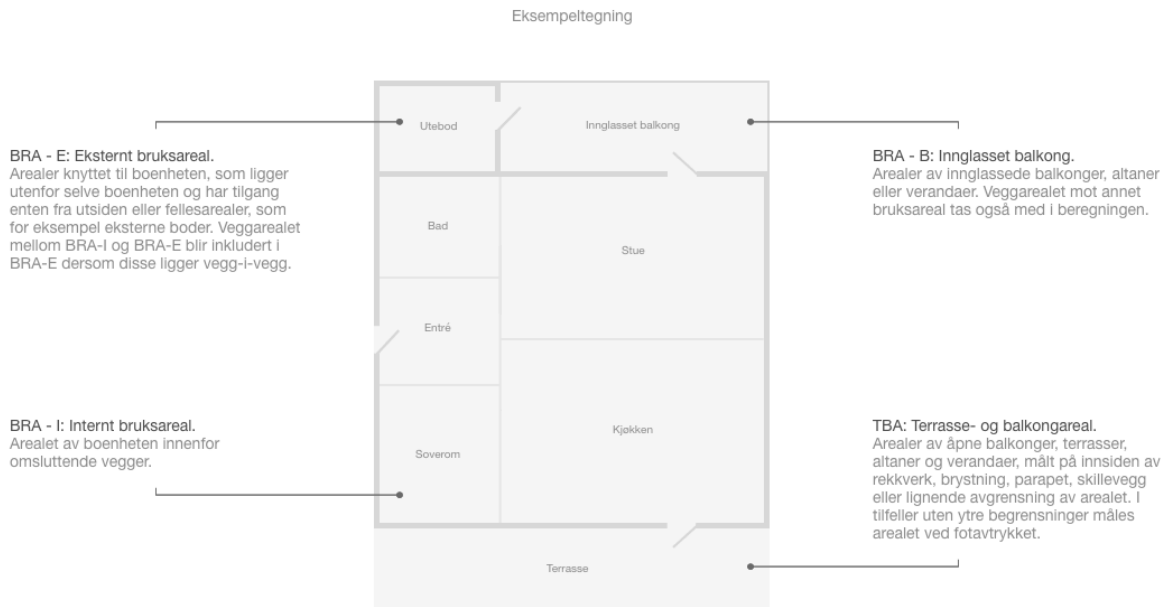 Eksempeltegning
Utebod
Innglasset balkong
BRA - E: Eksternt bruksareal.
Arealer knyttet til boenheten, som ligger
utenfor selve boenheten og har tilgang
enten fra utsiden eller fellesarealer, som
for eksempel eksterne boder. Veggarealet
mellom BRA-I og BRA-E blir inkludert i
BRA-E dersom disse ligger vegg-i-vegg.
BRA - B: Innglasset balkong.
Arealer av innglassede balkonger, altaner
eller verandaer. Veggarealet mot annet
bruksareal tas også med i beregningen.
Bad
Stue
Entré
BRA - I: Internt bruksareal.
Arealet av boenheten innenfor
omsluttende vegger.
Soverom
Kjøkken
TBA: Terrasse- og balkongareal.
Arealer av åpne balkonger, terrasser,
altaner og verandaer, målt på innsiden av
rekkverk, brystning, parapet, skillevegg
eller lignende avgrensning av arealet. I
tilfeller uten ytre begrensninger måles
arealet ved fotavtrykket.
Terrasse